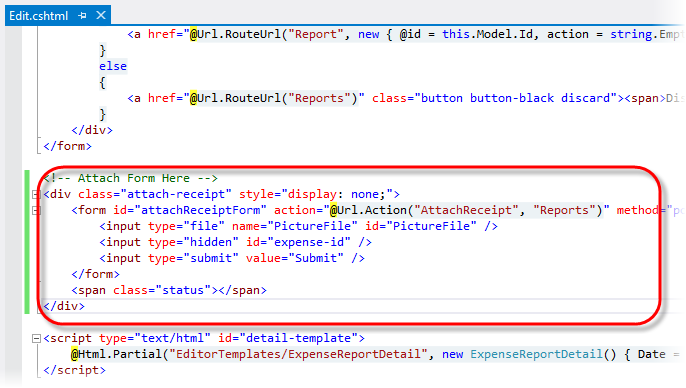 Edit.cshtml
<a href="@Url.RouteUrl("Report", new { @id = this.Model.Id, action = string.Empt
}
else
{
<a href="@Url.RouteUrl("Reports")" class="button button-black discard"><span>Dis
}
</div>
</form>
<!-- Attach Form Here -->
<div class="attach-receipt" style="display: none;">
<form id="attachReceiptForm" action="@Url.Action("AttachReceipt", "Reports")" method="po
<input type="file" name="PictureFile" id="PictureFile" />
<input type="hidden" id="expense-id" />
<input type="submit" value="Submit" />
</form>
<span class="status"></span>
</div>
<script type="text/html" id="detail-template">
@Html.Partial("EditorTemplates/ExpenseReportDetail", new ExpenseReportDetail() { Date =
</script>